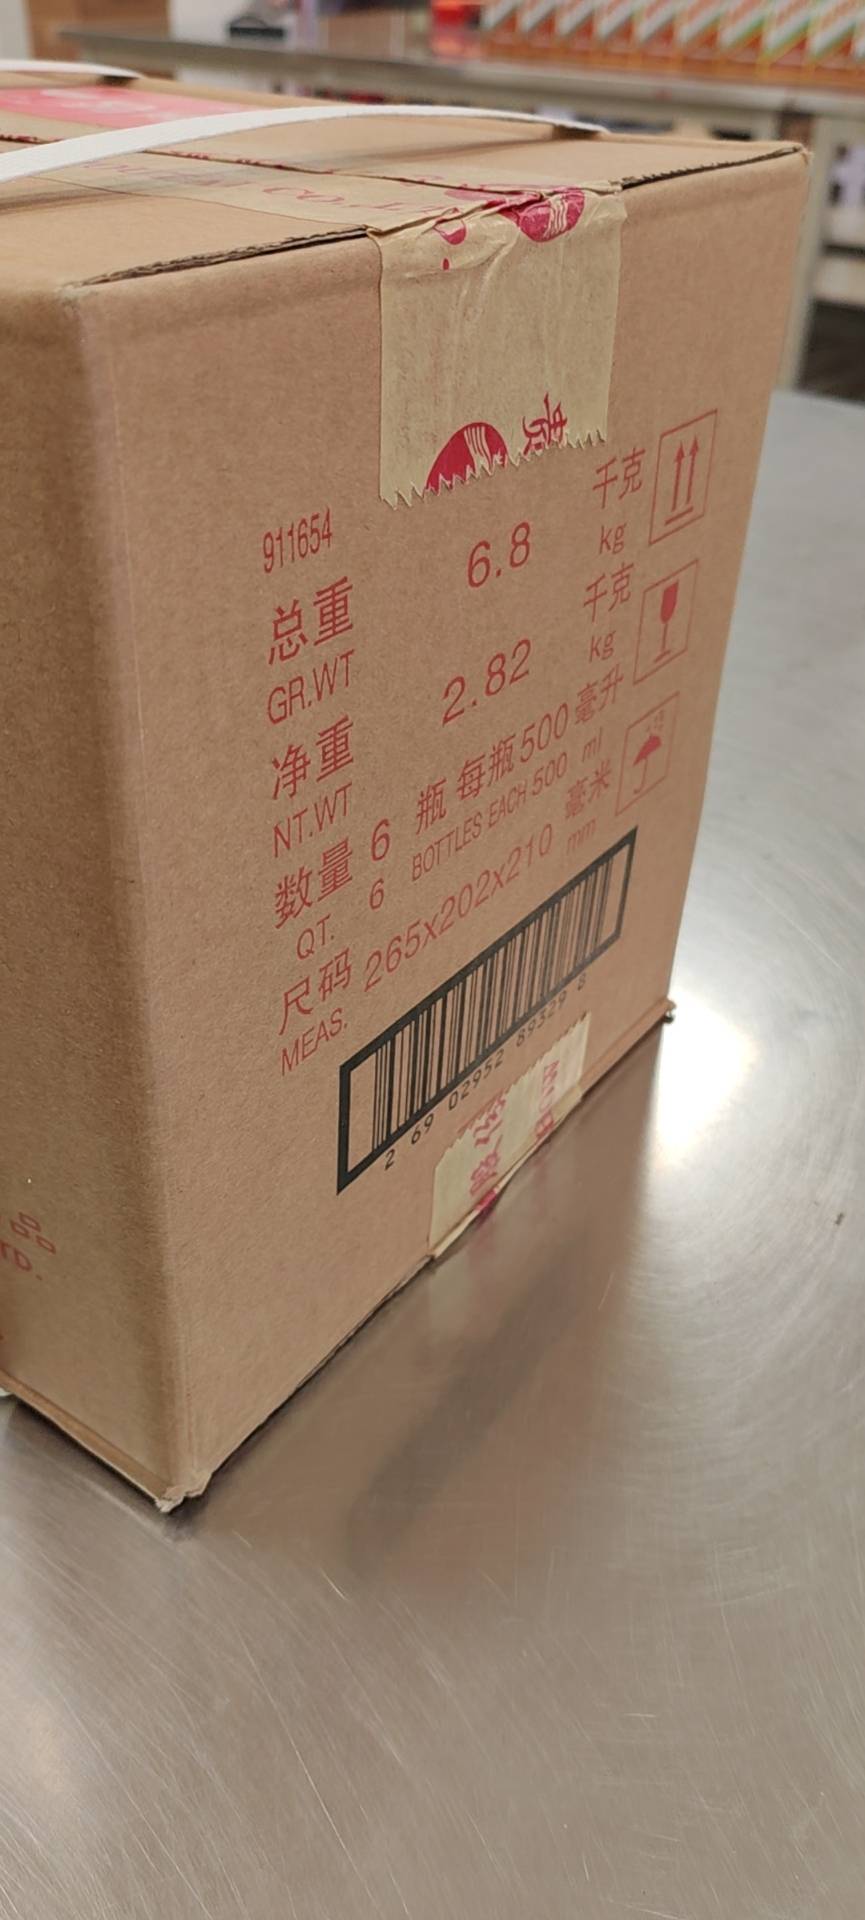 贵
911654
总重 6.8 千克
GR.WT kg
净重 2.82 千克
NT.WT kg
数量 6 瓶 每瓶 500 毫升
QT. 6 BOTTLES EACH 500 ml
尺码 265x202x210 毫米
MEAS. mm
2 69 02952 89329 8